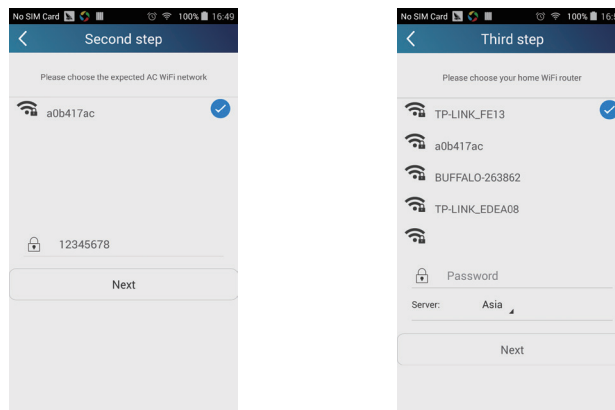 No SIM Card 100% 16:49
Second step
Please choose the expected AC WiFi network
a0b417ac
12345678
Next
No SIM Card 100%
Third step
Please choose your home WiFi router
TP-LINK_FE13
a0b417ac
BUFFALO-263862
TP-LINK_EDEA08
Password
Server: Asia
Next